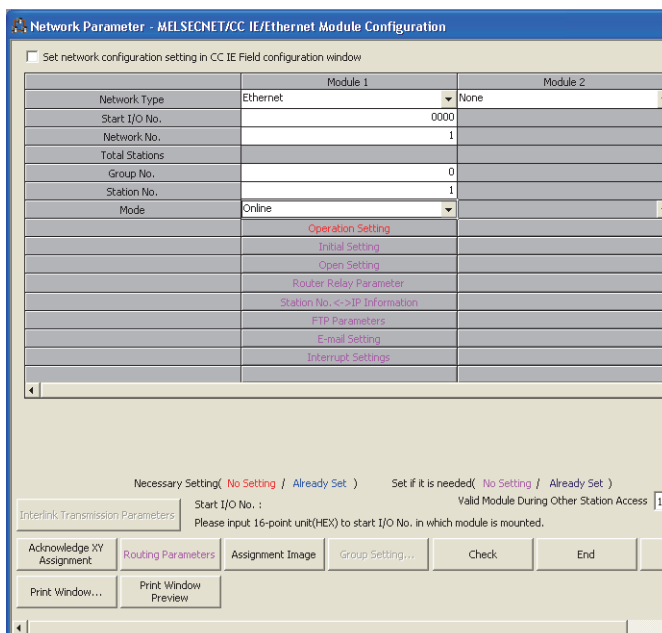 Network Parameter - MELSECNET/CC IE/Ethernet Module Configuration
Set network configuration setting in CC IE Field configuration window
Module 1 Module 2
Network Type Ethernet None
Start I/O No. 0000
Network No. 1
Total Stations
Group No. 0
Station No. 1
Mode Online
Operation Setting
Initial Setting
Open Setting
Router Relay Parameter
Station No.<->IP Information
FTP Parameters
E-mail Setting
Interrupt Settings
Necessary Setting( No Setting / Already Set ) Set if it is needed( No Setting / Already Set )
Interlink Transmission Parameters
Start I/O No. : Valid Module During Other Station Access 1
Please input 16-point unit(HEX) to start I/O No. in which module is mounted.
Acknowledge XY Assignment Routing Parameters Assignment Image Group Setting... Check End
Print Window... Print Window Preview